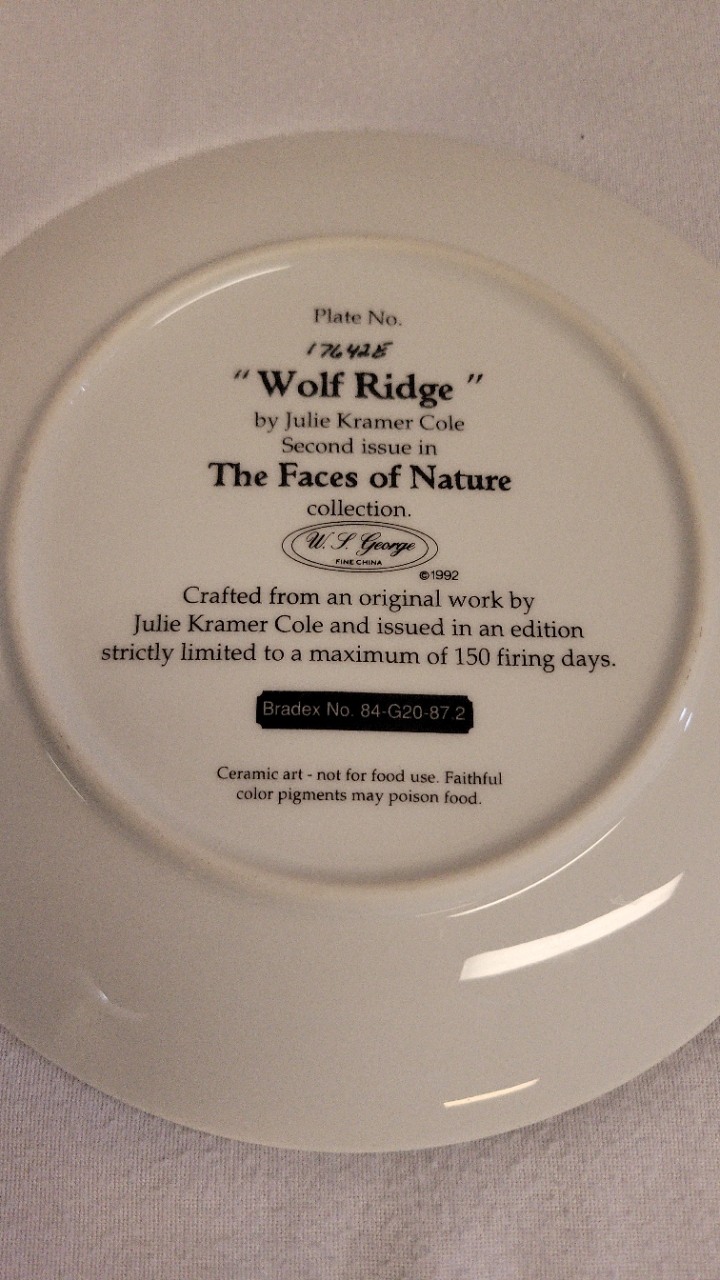 Plate No.
17642E
"Wolf Ridge"
by Julie Kramer Cole
Second issue in
The Faces of Nature
collection.
W. S. George
FINE CHINA
©1992
Crafted from an original work by
Julie Kramer Cole and issued in an edition
strictly limited to a maximum of 150 firing days.
Bradex No. 84-G20-87.2
Ceramic art - not for food use. Faithful
color pigments may poison food.